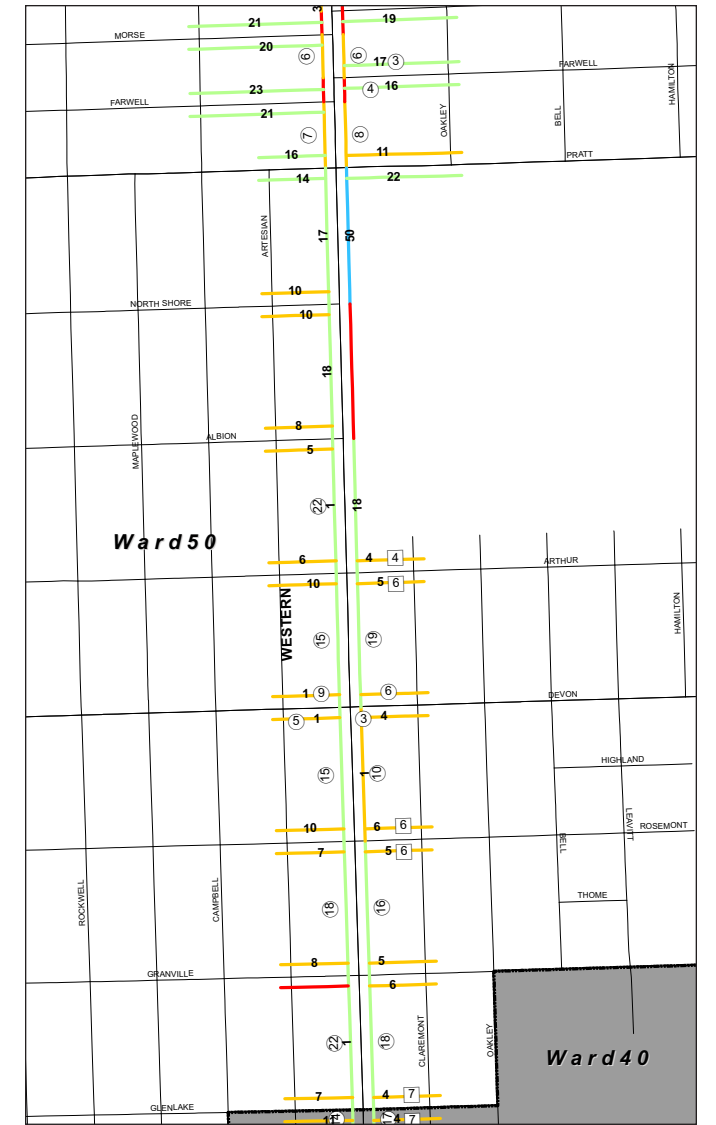 3
21
19
MORSE
20
6
6
17 3
FARWELL
HAMILTON
23
4 16
FARWELL
21
OAKLEY
BELL
7
8
16
11
PRATT
14
22
ARTESIAN
17
50
10
NORTH SHORE
10
18
8
ALBION
MAPLEWOOD
5
22 1
18
Ward50
6
4 4
ARTHUR
10
5 6
WESTERN
15
19
HAMILTON
1 9
6
DEVON
5 1
3 4
15
1 10
HIGHLAND
10
6 6
LEAVITT
ROSEMONT
7
5 6
BELL
ROCKWELL
CAMPBELL
THOME
18
16
8
5
GRANVILLE
6
22 1
18
CLAREMONT
OAKLEY
Ward40
7
4 7
GLENLAKE
17
4 7